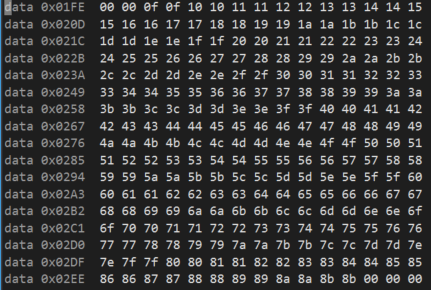 data 0x01FE 00 00 0f 0f 10 10 11 11 12 12 13 13 14 14 15
data 0x020D 15 16 16 17 17 18 18 19 19 1a 1a 1b 1b 1c 1c
data 0x021C 1d 1d 1e 1e 1f 1f 20 20 21 21 22 22 23 23 24
data 0x022B 24 25 25 26 26 27 27 28 28 29 29 2a 2a 2b 2b
data 0x023A 2c 2c 2d 2d 2e 2e 2f 2f 30 30 31 31 32 32 33
data 0x0249 33 34 34 35 35 36 36 37 37 38 38 39 39 3a 3a
data 0x0258 3b 3b 3c 3c 3d 3d 3e 3e 3f 3f 40 40 41 41 42
data 0x0267 42 43 43 44 44 45 45 46 46 47 47 48 48 49 49
data 0x0276 4a 4a 4b 4b 4c 4c 4d 4d 4e 4e 4f 4f 50 50 51
data 0x0285 51 52 52 53 53 54 54 55 55 56 56 57 57 58 58
data 0x0294 59 59 5a 5a 5b 5b 5c 5c 5d 5d 5e 5e 5f 5f 60
data 0x02A3 60 61 61 62 62 63 63 64 64 65 65 66 66 67 67
data 0x02B2 68 68 69 69 6a 6a 6b 6b 6c 6c 6d 6d 6e 6e 6f
data 0x02C1 6f 70 70 71 71 72 72 73 73 74 74 75 75 76 76
data 0x02D0 77 77 78 78 79 79 7a 7a 7b 7b 7c 7c 7d 7d 7e
data 0x02DF 7e 7f 7f 80 80 81 81 82 82 83 83 84 84 85 85
data 0x02EE 86 86 87 87 88 88 89 89 8a 8a 8b 8b 00 00 00